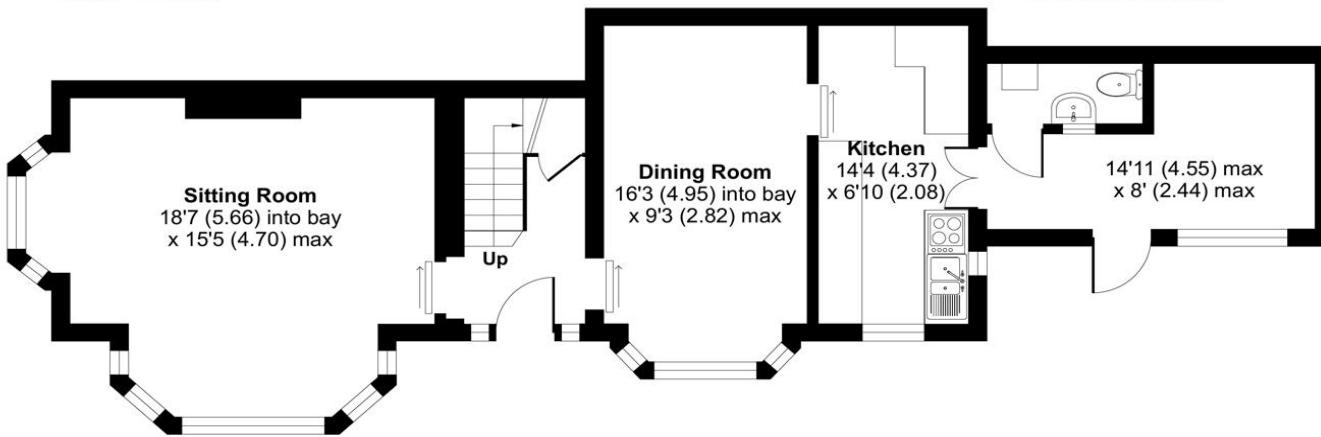 Sitting Room
18'7 (5.66) into bay
x 15'5 (4.70) max
Up
Dining Room
16'3 (4.95) into bay
x 9'3 (2.82) max
Kitchen
14'4 (4.37)
x 6'10 (2.08)
14'11 (4.55) max
x 8' (2.44) max